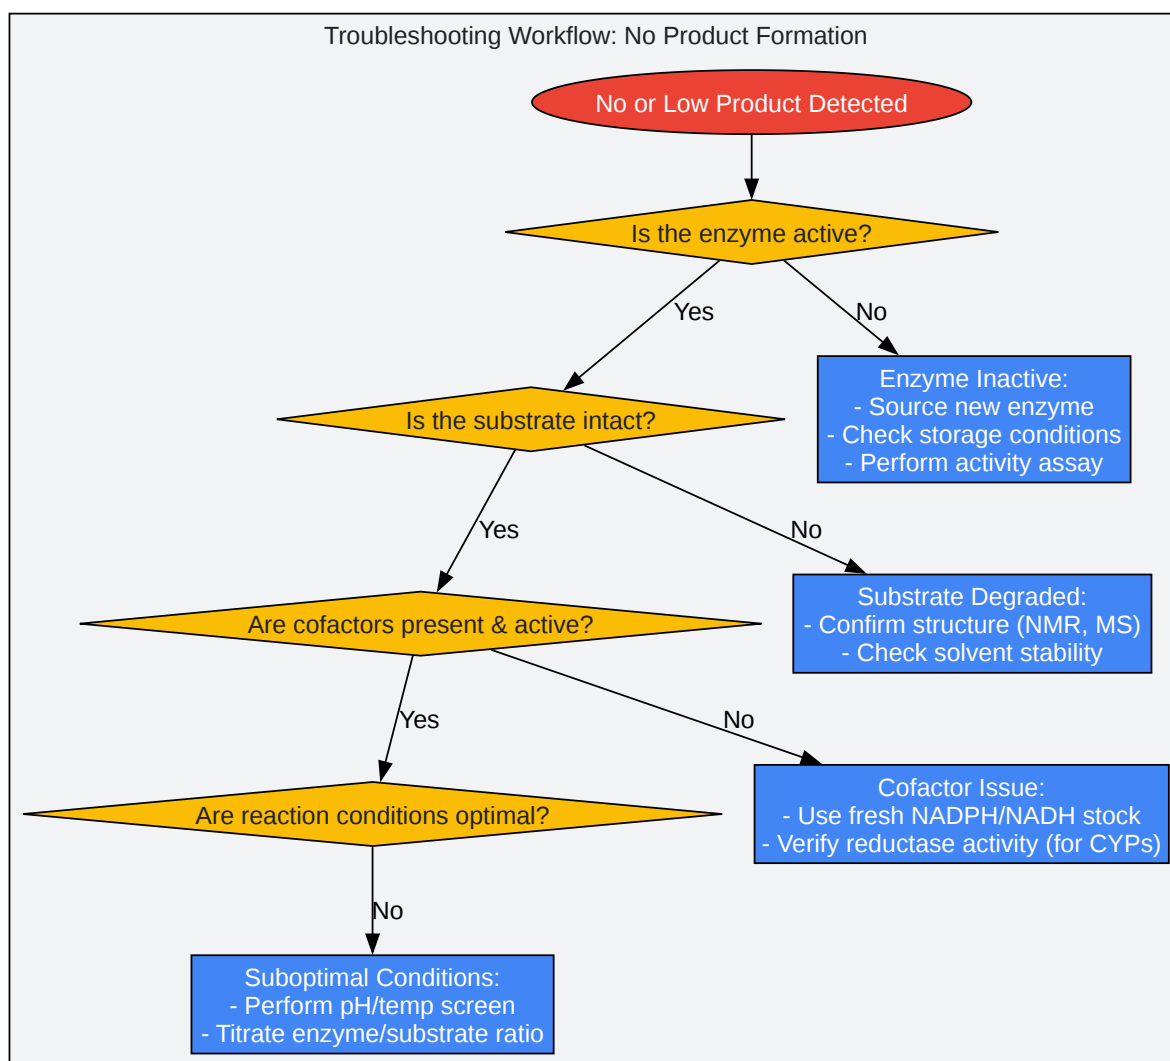 Troubleshooting Workflow: No Product Formation
No or Low Product Detected
Is the enzyme active?
Yes
No
Enzyme Inactive:
- Source new enzyme
- Check storage conditions
- Perform activity assay
Is the substrate intact?
Yes
No
Substrate Degraded:
- Confirm structure (NMR, MS)
- Check solvent stability
Are cofactors present & active?
Yes
No
Cofactor Issue:
- Use fresh NADPH/NADH stock
- Verify reductase activity (for CYPs)
Are reaction conditions optimal?
No
Suboptimal Conditions:
- Perform pH/temp screen
- Titrate enzyme/substrate ratio